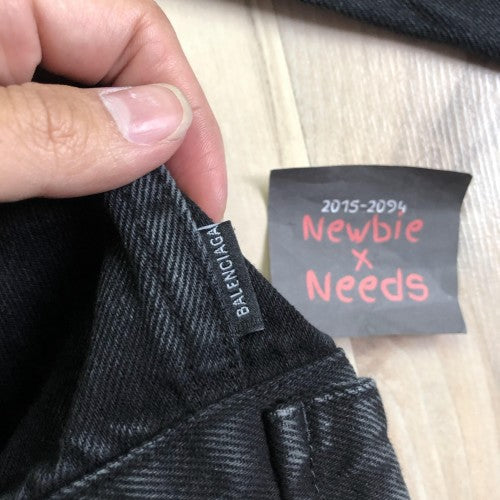 BALENCIAGA
2015-2094
Newbie
x
Needs